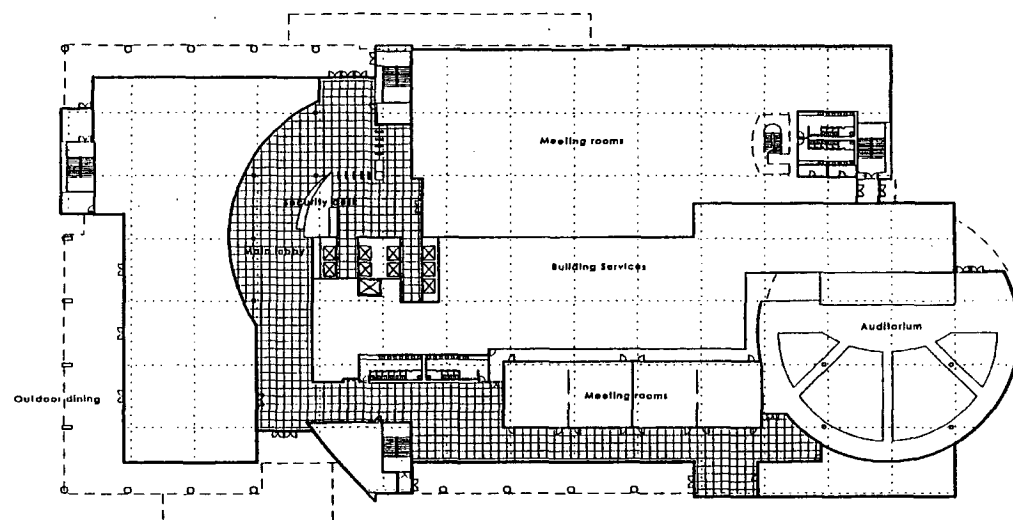 Meeting rooms
Security desk
Main lobby
Building Services
Auditorium
Meeting rooms
Outdoor dining